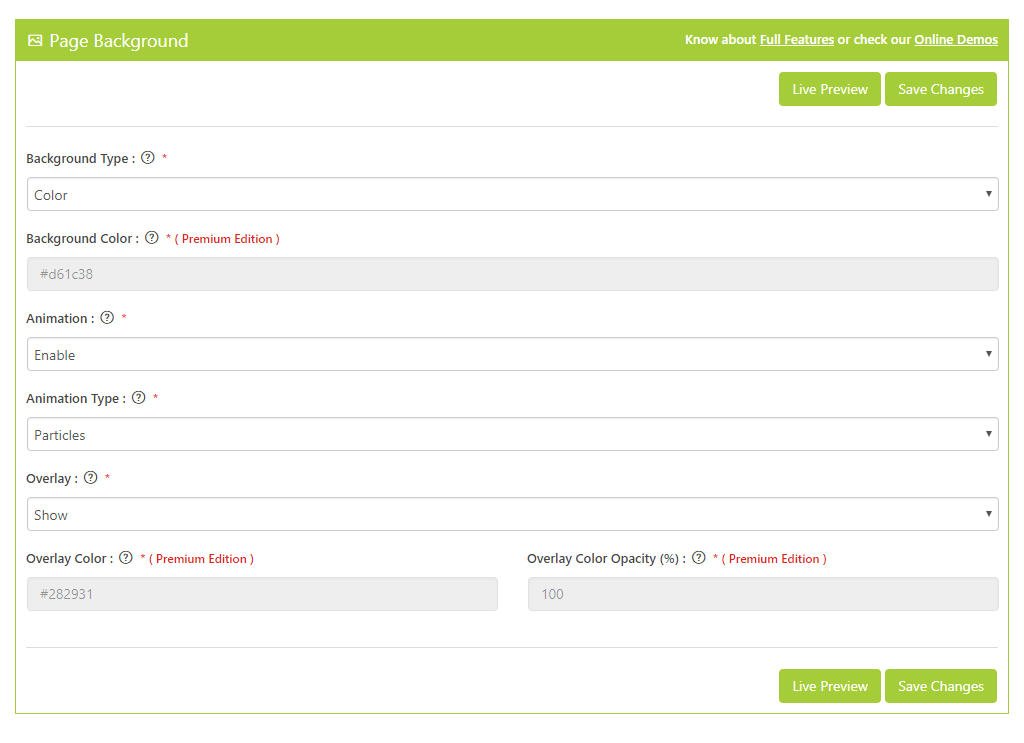 Page Background
Know about Full Features or check our Online Demos
Live Preview Save Changes
Background Type : ? *
Color
Background Color : ? * ( Premium Edition )
#d61c38
Animation : ? *
Enable
Animation Type : ? *
Particles
Overlay : ? *
Show
Overlay Color : ? * ( Premium Edition )
#282931
Overlay Color Opacity (%) : ? * ( Premium Edition )
100
Live Preview Save Changes